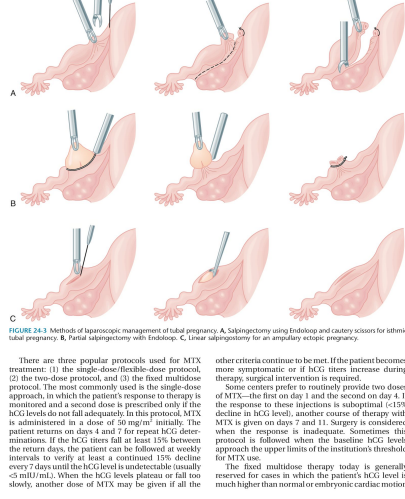 A
B
C
FIGURE 24-3 Methods of laparoscopic management of tubal pregnancy. A, Salpingectomy using Endoloop and cautery scissors for isthmic
tubal pregnancy. B, Partial salpingectomy with Endoloop. C, Linear salpingostomy for an ampullary ectopic pregnancy.
There are three popular protocols used for MTX
treatment: (1) the single-dose/flexible-dose protocol,
(2) the two-dose protocol, and (3) the fixed multidose
protocol. The most commonly used is the single-dose
approach, in which the patient's response to therapy is
monitored and a second dose is prescribed only if the
hCG levels do not fall adequately. In this protocol, MTX
is administered in a dose of 50 mg/m² initially. The
patient returns on days 4 and 7 for repeat hCG deter-
minations. If the hCG titers fall at least 15% between
the return days, the patient can be followed at weekly
intervals to verify at least a continued 15% decline
every 7 days until the hCG level is undetectable (usually
<5 mIU/mL). When the hCG levels plateau or fall too
slowly, another dose of MTX may be given if all the
other criteria continue to be met. If the patient becomes
more symptomatic or if hCG titers increase during
therapy, surgical intervention is required.
Some centers prefer to routinely provide two doses
of MTX—the first on day 1 and the second on day 4. I
the response to these injections is suboptimal (<15%
decline in hCG level), another course of therapy with
MTX is given on days 7 and 11. Surgery is considered
when the response is inadequate. Sometimes this
protocol is followed when the baseline hCG levels
approach the upper limits of the institution's threshold
for MTX use.
The fixed multidose therapy today is generally
reserved for cases in which the patient's hCG level is
much higher than normal or embryonic cardiac motion